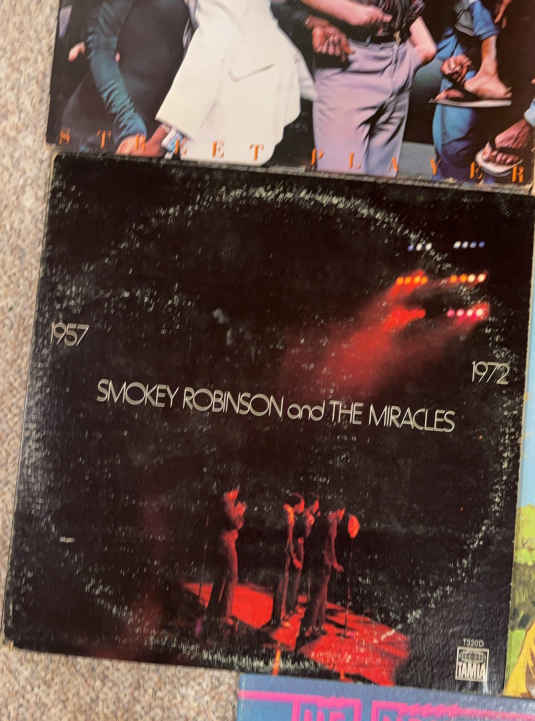 STREET PLAYER
1957
1972
SMOKEY ROBINSON and THE MIRACLES
T320D
TAMLA